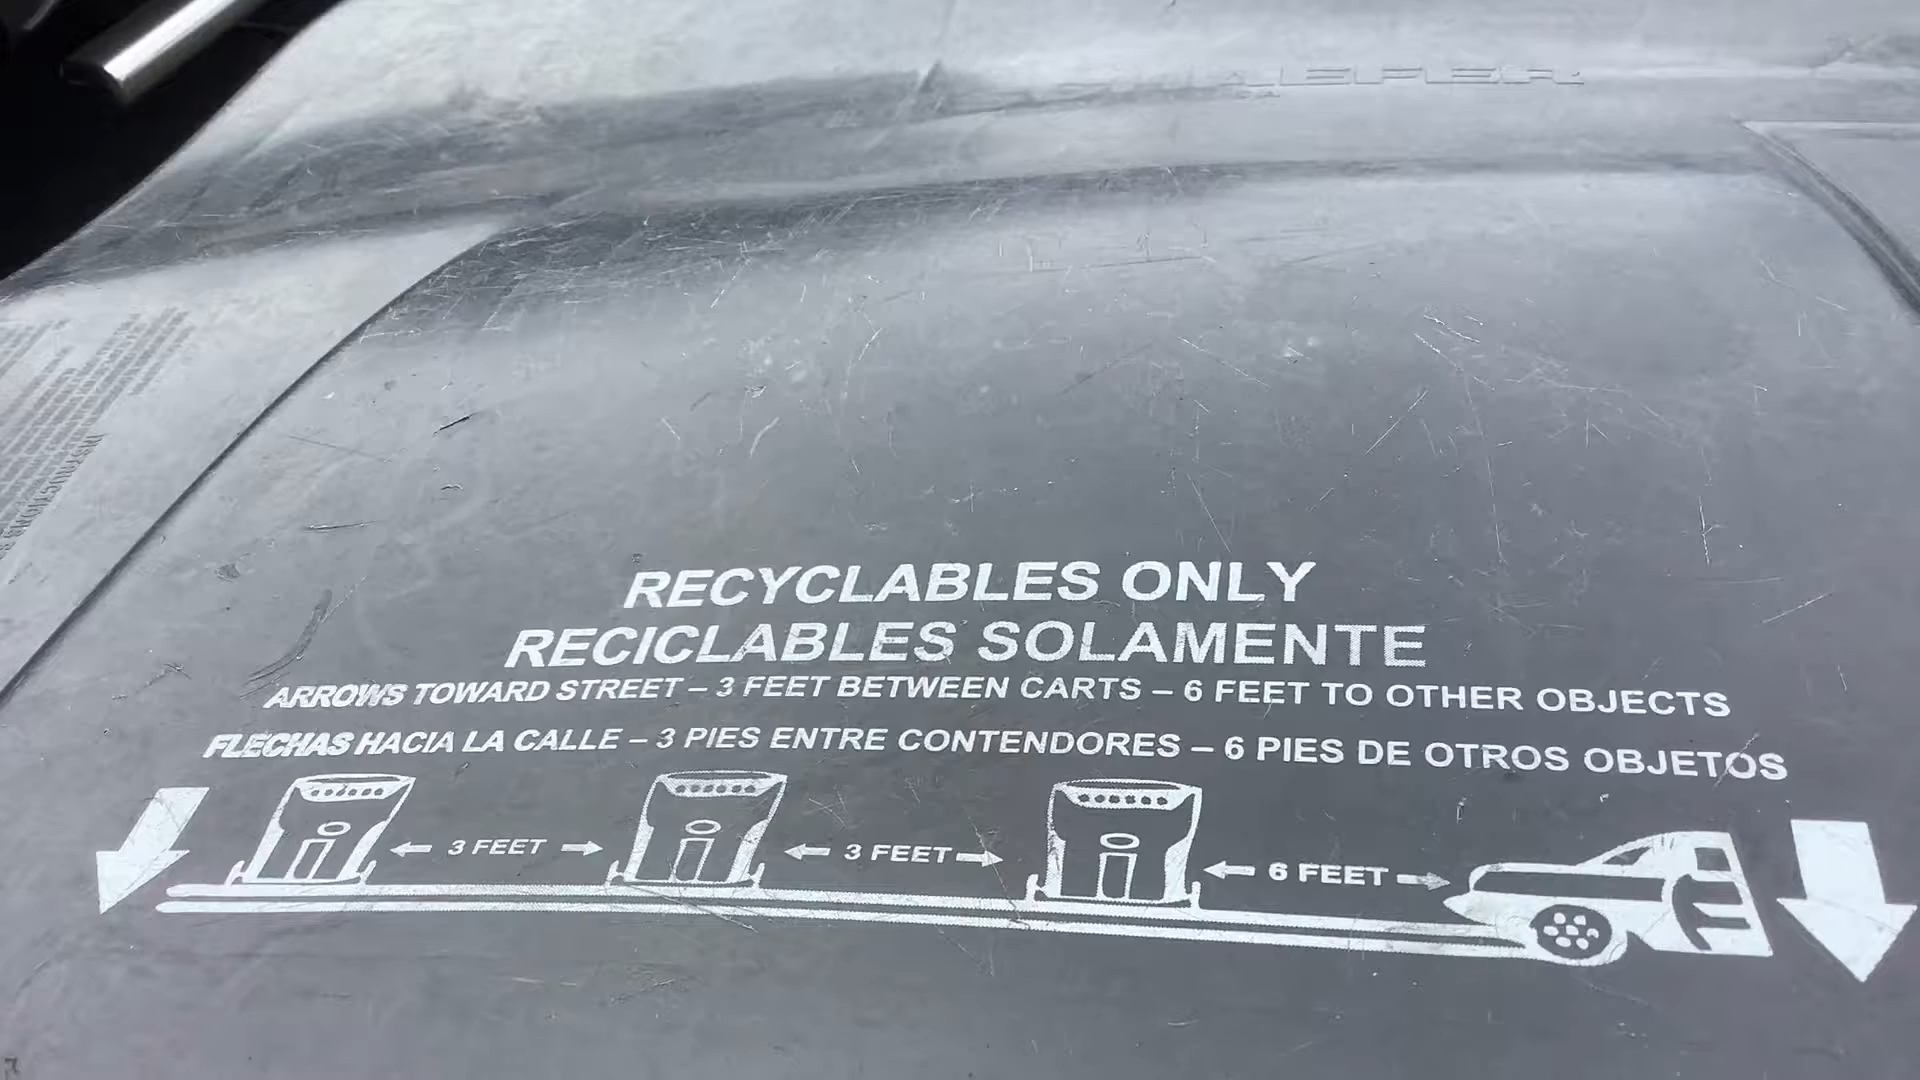 RECYCLABLES ONLY
RECICLABLES SOLAMENTE
ARROWS TOWARD STREET – 3 FEET BETWEEN CARTS – 6 FEET TO OTHER OBJECTS
FLECHAS HACIA LA CALLE – 3 PIES ENTRE CONTENDORES – 6 PIES DE OTROS OBJETOS
3 FEET
3 FEET
6 FEET
INSTRUCTIONS